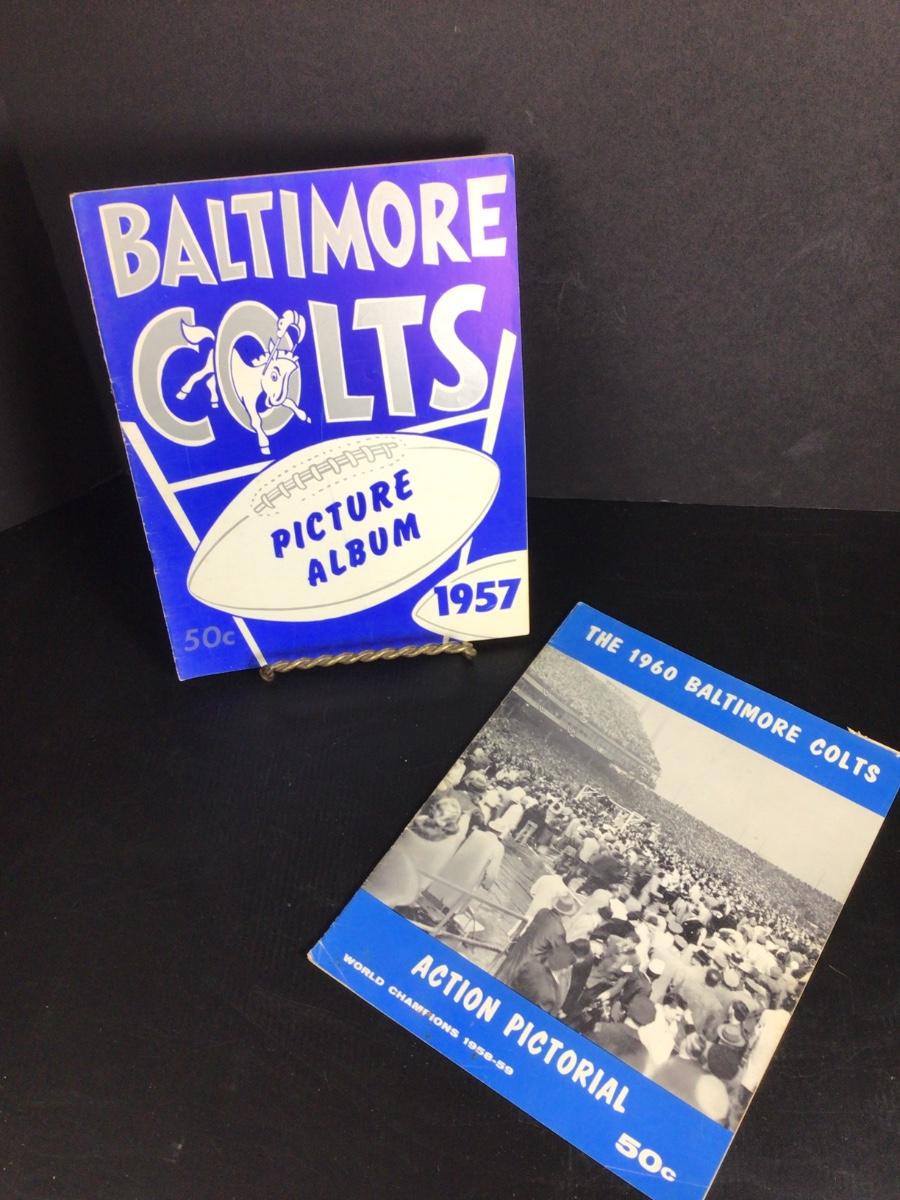 BALTIMORE
COLTS
PICTURE
ALBUM
1957
50c
THE 1960 BALTIMORE COLTS
ACTION PICTORIAL
WORLD CHAMPIONS 1958-59
50c